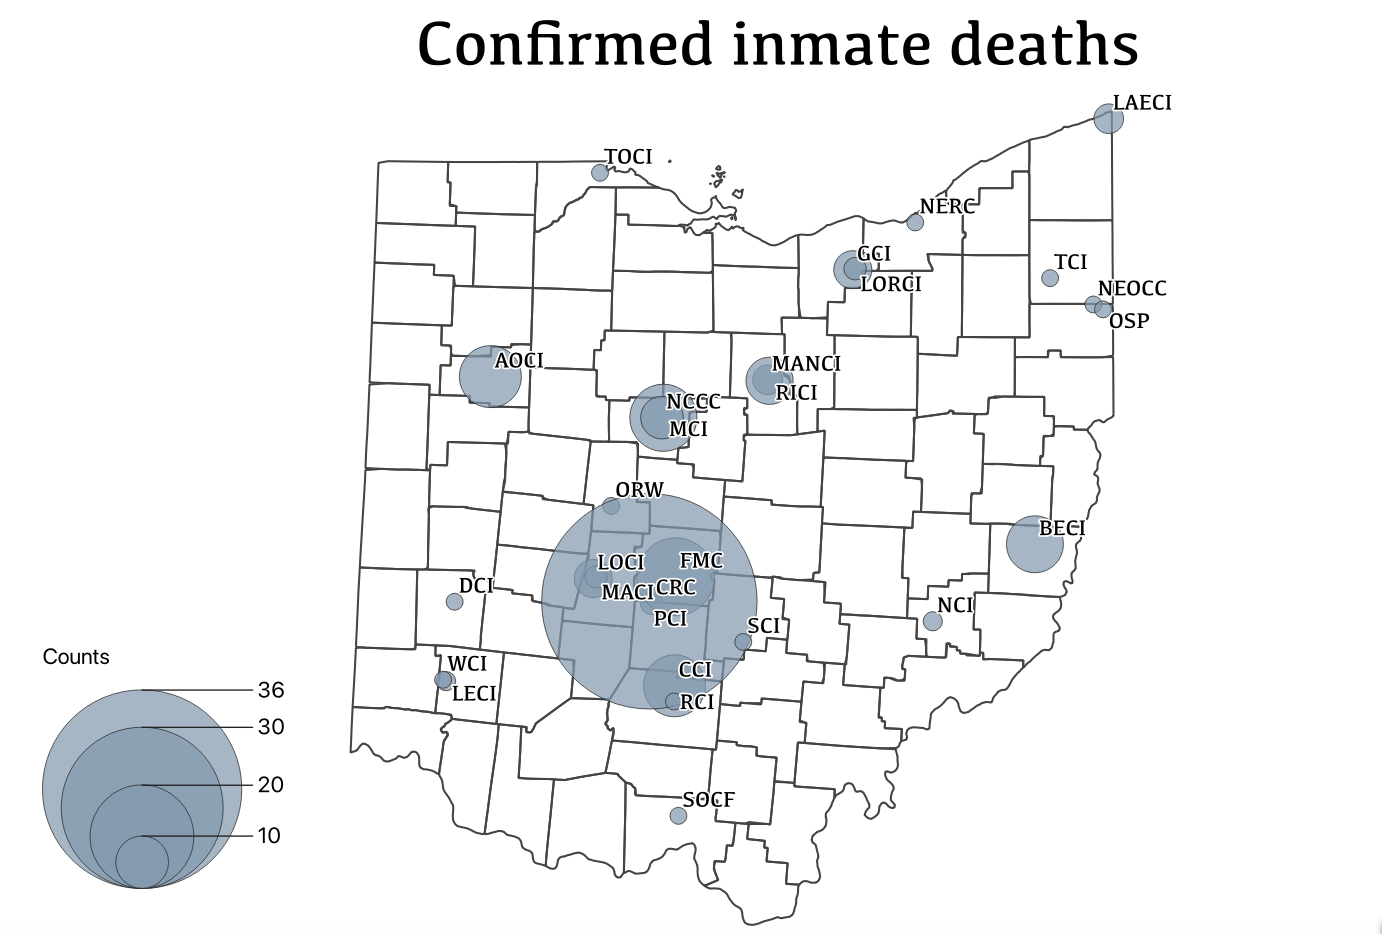 Confirmed inmate deaths
LAECI
TOCI
NERC
GCI
TCI
LORCI
NEOCC
OSP
AOCI
MANCI
RICI
NCCC
MCI
ORW
BECI
FMC
LOCI
DCI
CRC
MACI
NCI
PCI
SCI
Counts
WCI
CCI
LECI
RCI
36
30
20
SOCF
10